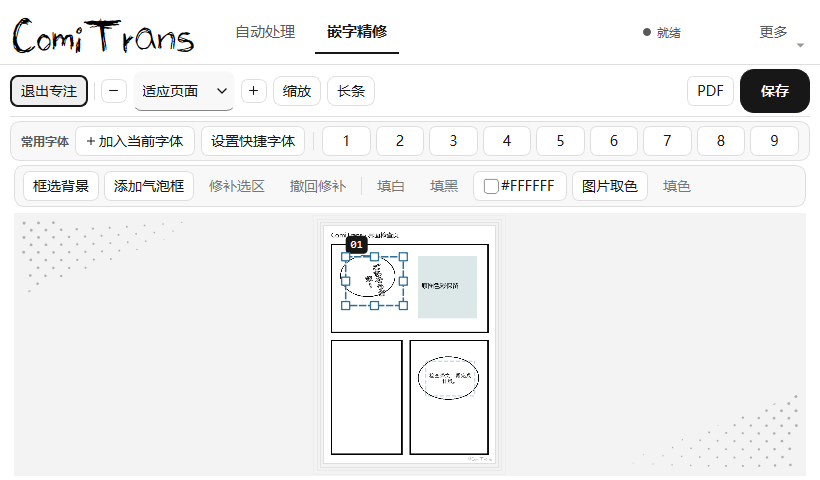 ComiTrans 自动处理 嵌字精修 就绪 更多
退出专注 − 适应页面 + 缩放 长条 PDF 保存
常用字体 + 加入当前字体 设置快捷字体 1 2 3 4 5 6 7 8 9
框选背景 添加气泡框 修补选区 撤回修补 填白 填黑 #FFFFFF 图片取色 填色
01